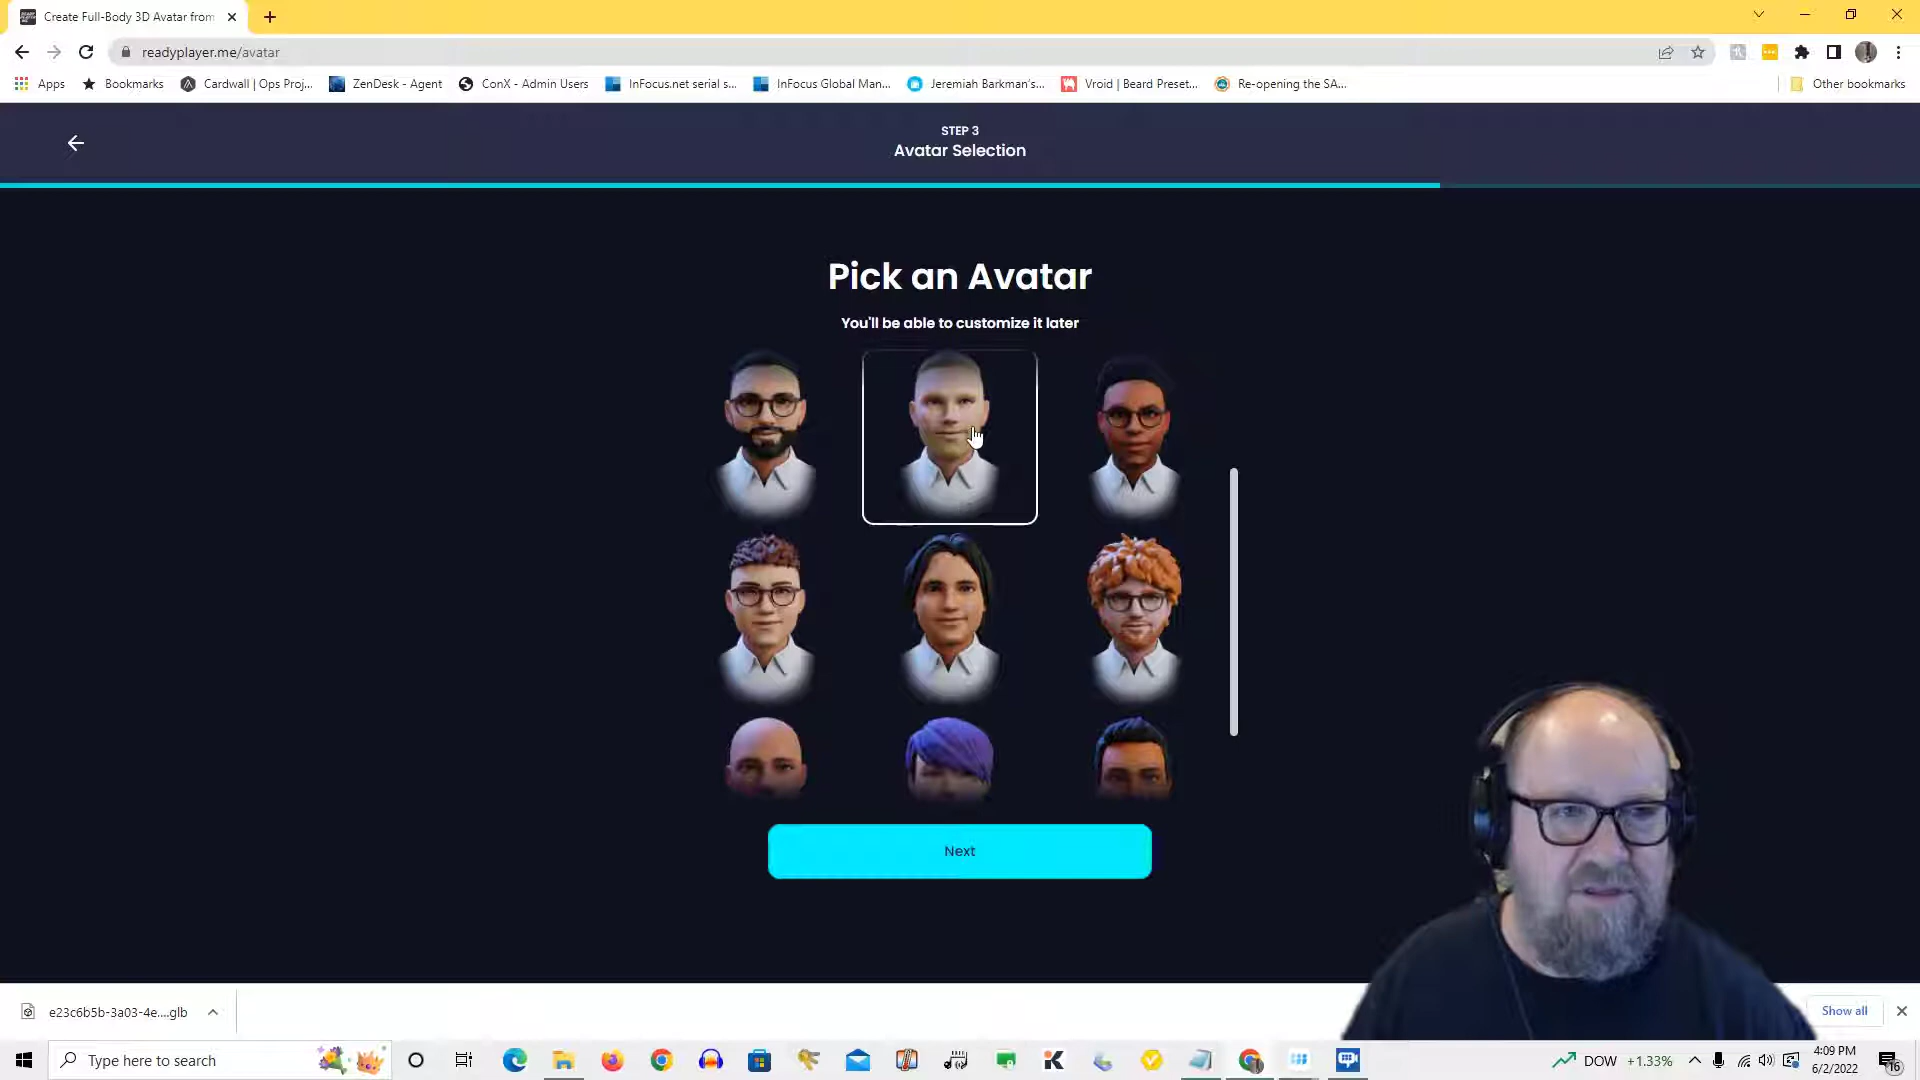 Create Full-Body 3D Avatar from
readyplayer.me/avatar
Apps
Bookmarks
Cardwall | Ops Proj...
ZenDesk - Agent
ConX - Admin Users
InFocus.net serial s...
InFocus Global Man...
Jeremiah Barkman's...
Vroid | Beard Preset...
Re-opening the SA...
Other bookmarks
STEP 3
Avatar Selection
Pick an Avatar
You'll be able to customize it later
Next
e23c6b5b-3a03-4e....glb
Show all
Type here to search
DOW +1.33%
4:09 PM
6/2/2022
16